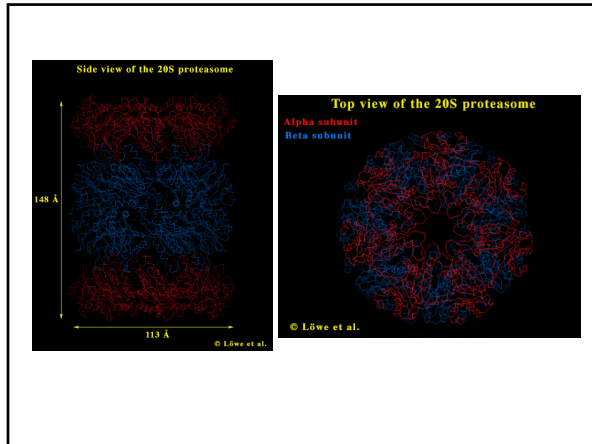 Side view of the 20S proteasome
148 Å
113 Å
© Löwe et al.
Top view of the 20S proteasome
Alpha subunit
Beta subunit
© Löwe et al.